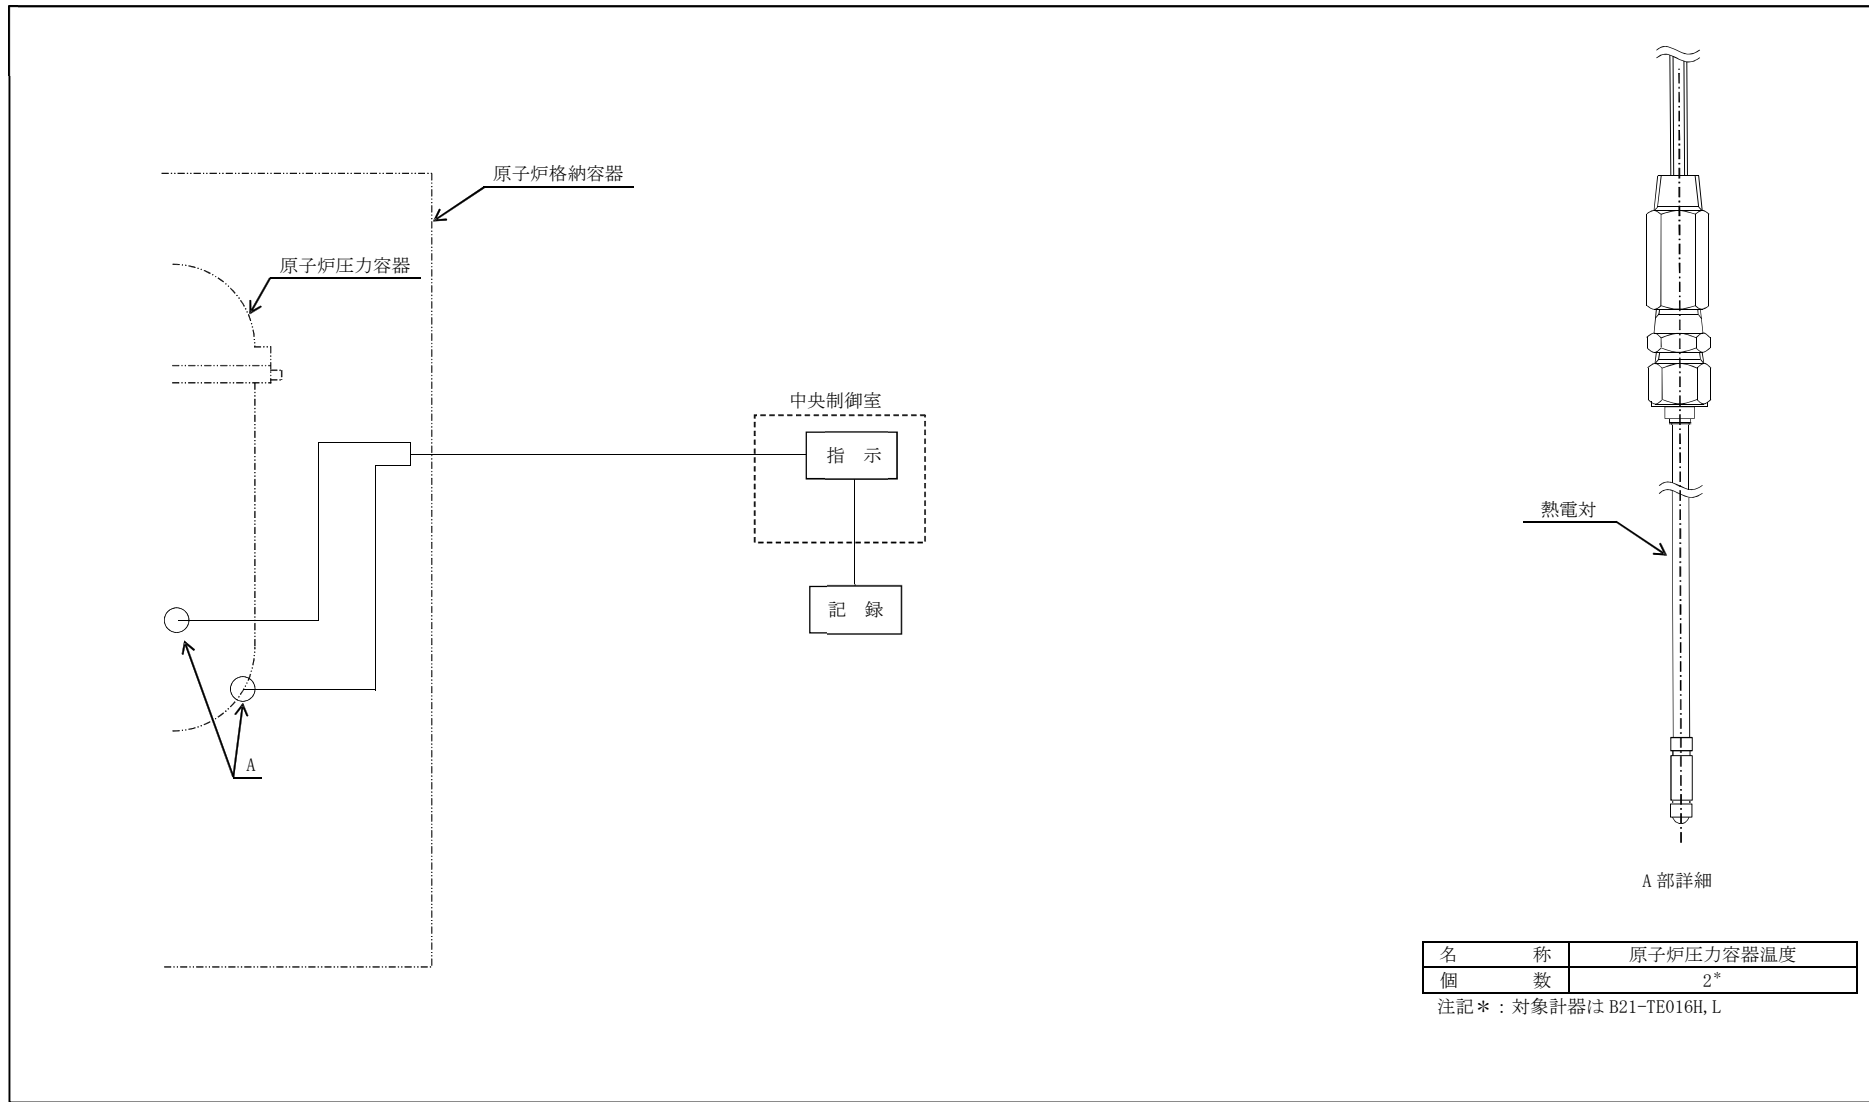 原子炉格納容器
原子炉圧力容器
中央制御室
指　示
記　録
A
熱電対
A 部詳細
名　称　原子炉圧力容器温度
個　数　2*
注記＊：対象計器は B21-TE016H, L